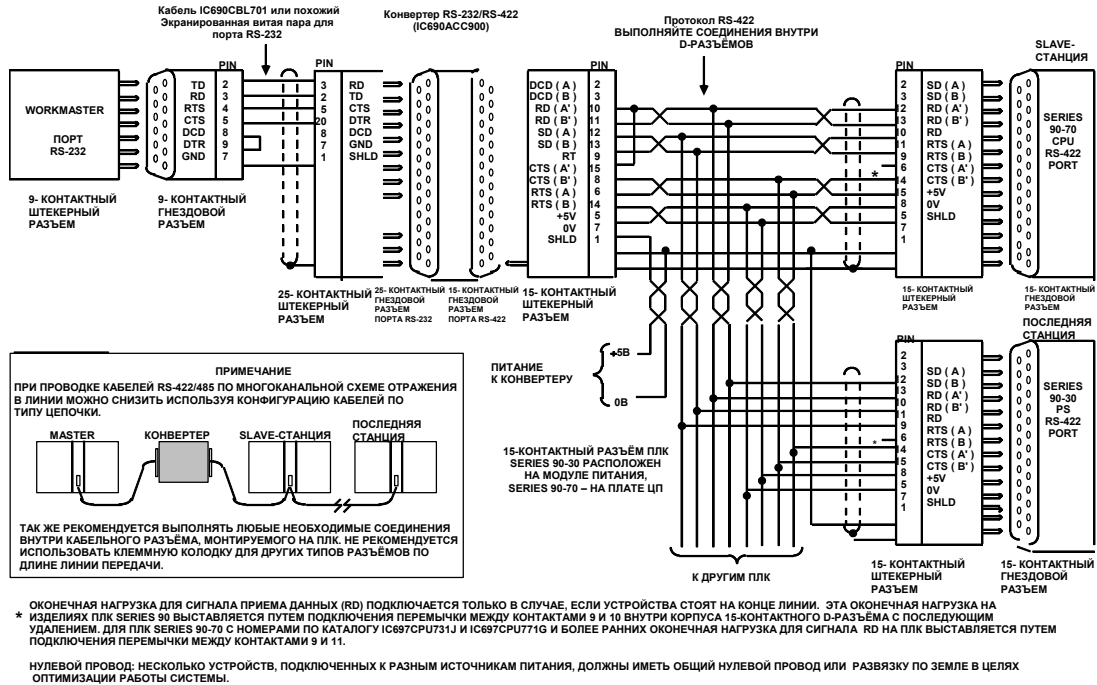 Кабель IC690CBL701 или похожий
Экранированная витая пара для
порта RS-232
Конвертер RS-232/RS-422
(IC690ACC900)
Протокол RS-422
ВЫПОЛНЯЙТЕ СОЕДИНЕНИЯ ВНУТРИ
D-РАЗЪЁМОВ
SLAVE-
СТАНЦИЯ
WORKMASTER
ПОРТ
RS-232
PIN
TD 2
RD 3
RTS 4
CTS 5
DCD 8
DTR 9
GND 7
PIN
3 RD
2 TD
5 CTS
20 DTR
8 DCD
7 GND
1 SHLD
PIN
DCD ( A ) 2
DCD ( B ) 3
RD ( A' ) 10
RD ( B' ) 11
SD ( A ) 12
SD ( B ) 13
RT 9
CTS ( A' ) 15
CTS ( B' ) 8
RTS ( A ) 6
RTS ( B ) 14
+5V 5
0V 7
SHLD 1
PIN
2 SD ( A )
3 SD ( B )
12 RD ( A' )
13 RD ( B' )
10 RD
11 RTS ( A )
9 RTS ( B )
6 CTS ( A' )
* 14 CTS ( B' )
15 +5V
8 0V
5 SHLD
7
1
SERIES
90-70
CPU
RS-422
PORT
9- КОНТАКТНЫЙ
ШТЕКЕРНЫЙ
РАЗЪЕМ
9- КОНТАКТНЫЙ
ГНЕЗДОВОЙ
РАЗЪЕМ
25- КОНТАКТНЫЙ
ШТЕКЕРНЫЙ
РАЗЪЕМ
25- КОНТАКТНЫЙ
ГНЕЗДОВОЙ
РАЗЪЕМ
ПОРТА RS-232
15- КОНТАКТНЫЙ
ГНЕЗДОВОЙ
РАЗЪЕМ
ПОРТА RS-422
15- КОНТАКТНЫЙ
ШТЕКЕРНЫЙ
РАЗЪЕМ
15- КОНТАКТНЫЙ
ШТЕКЕРНЫЙ
РАЗЪЕМ
15- КОНТАКТНЫЙ
ГНЕЗДОВОЙ
РАЗЪЕМ
ПОСЛЕДНЯЯ
СТАНЦИЯ
ПИТАНИЕ
К КОНВЕРТЕРУ
+5В
0В
PIN
2
3 SD ( A )
12 SD ( B )
13 RD ( A' )
10 RD ( B' )
11 RD
9 RTS ( A )
* 6 RTS ( B )
14 CTS ( A' )
15 CTS ( B' )
8 +5V
5 0V
7 SHLD
1
SERIES
90-30
PS
RS-422
PORT
15-КОНТАКТНЫЙ РАЗЪЁМ ПЛК
SERIES 90-30 РАСПОЛОЖЕН
НА МОДУЛЕ ПИТАНИЯ,
SERIES 90-70 – НА ПЛАТЕ ЦП
К ДРУГИМ ПЛК
15- КОНТАКТНЫЙ
ШТЕКЕРНЫЙ
РАЗЪЕМ
15- КОНТАКТНЫЙ
ГНЕЗДОВОЙ
РАЗЪЕМ
ПРИМЕЧАНИЕ
ПРИ ПРОВОДКЕ КАБЕЛЕЙ RS-422/485 ПО МНОГОКАНАЛЬНОЙ СХЕМЕ ОТРАЖЕНИЯ
В ЛИНИИ МОЖНО СНИЗИТЬ ИСПОЛЬЗУЯ КОНФИГУРАЦИЮ КАБЕЛЕЙ ПО
ТИПУ ЦЕПОЧКИ.
MASTER
КОНВЕРТЕР
SLAVE-СТАНЦИЯ
ПОСЛЕДНЯЯ
СТАНЦИЯ
ТАК ЖЕ РЕКОМЕНДУЕТСЯ ВЫПОЛНЯТЬ ЛЮБЫЕ НЕОБХОДИМЫЕ СОЕДИНЕНИЯ
ВНУТРИ КАБЕЛЬНОГО РАЗЪЁМА, МОНТИРУЕМОГО НА ПЛК. НЕ РЕКОМЕНДУЕТСЯ
ИСПОЛЬЗОВАТЬ КЛЕММНУЮ КОЛОДКУ ДЛЯ ДРУГИХ ТИПОВ РАЗЪЁМОВ ПО
ДЛИНЕ ЛИНИИ ПЕРЕДАЧИ.
ОКОНЕЧНАЯ НАГРУЗКА ДЛЯ СИГНАЛА ПРИЕМА ДАННЫХ (RD) ПОДКЛЮЧАЕТСЯ ТОЛЬКО В СЛУЧАЕ, ЕСЛИ УСТРОЙСТВА СТОЯТ НА КОНЦЕ ЛИНИИ. ЭТА ОКОНЕЧНАЯ НАГРУЗКА НА
* ИЗДЕЛИЯХ ПЛК SERIES 90 ВЫСТАВЛЯЕТСЯ ПУТЕМ ПОДКЛЮЧЕНИЯ ПЕРЕМЫЧКИ МЕЖДУ КОНТАКТАМИ 9 И 10 ВНУТРИ КОРПУСА 15-КОНТАКТНОГО D-РАЗЪЁМА С ПОСЛЕДУЮЩИМ
УДАЛЕНИЕМ. ДЛЯ ПЛК SERIES 90-70 С НОМЕРАМИ ПО КАТАЛОГУ IC697CPU731J И IC697CPU771G И БОЛЕЕ РАННИХ ОКОНЕЧНАЯ НАГРУЗКА ДЛЯ СИГНАЛА RD НА ПЛК ВЫСТАВЛЯЕТСЯ ПУТЕМ
ПОДКЛЮЧЕНИЯ ПЕРЕМЫЧКИ МЕЖДУ КОНТАКТАМИ 9 И 11.
НУЛЕВОЙ ПРОВОД: НЕСКОЛЬКО УСТРОЙСТВ, ПОДКЛЮЧЕННЫХ К РАЗНЫМ ИСТОЧНИКАМ ПИТАНИЯ, ДОЛЖНЫ ИМЕТЬ ОБЩИЙ НУЛЕВОЙ ПРОВОД ИЛИ РАЗВЯЗКУ ПО ЗЕМЛЕ В ЦЕЛЯХ
ОПТИМИЗАЦИИ РАБОТЫ СИСТЕМЫ.